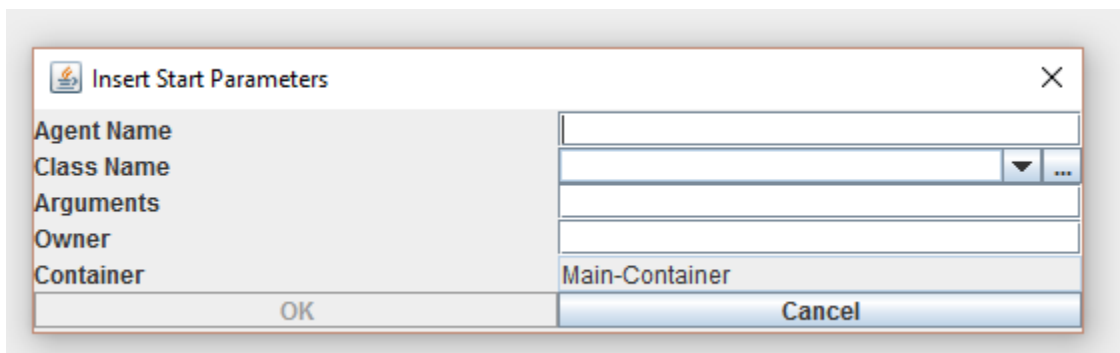 Insert Start Parameters
Agent Name
Class Name
...
Arguments
Owner
Container Main-Container
OK Cancel